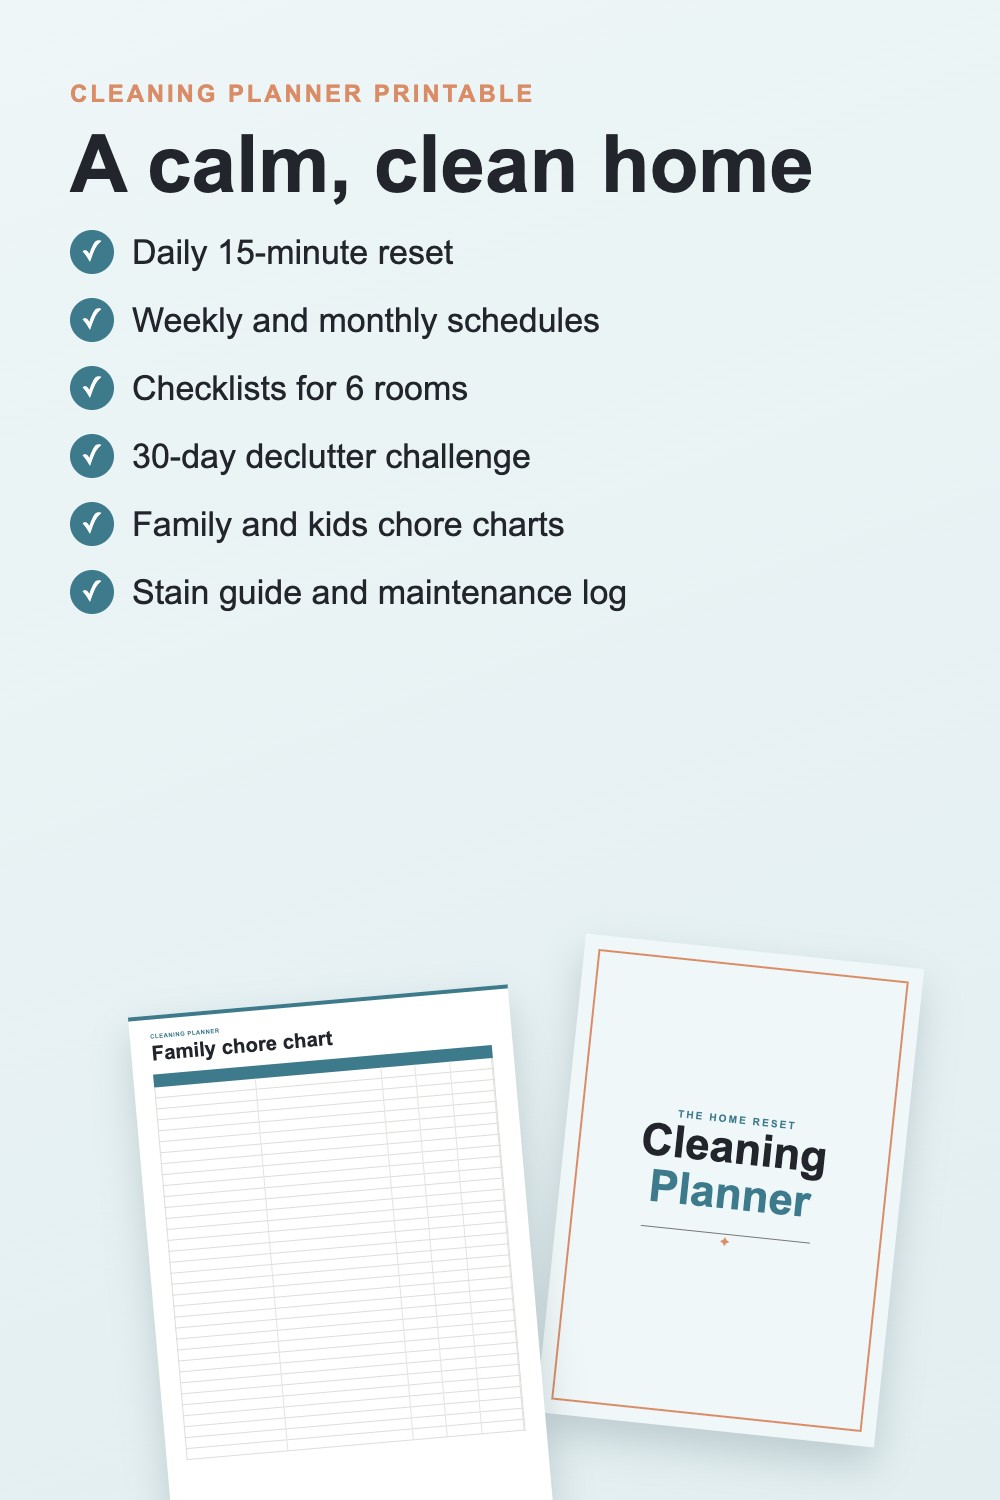 CLEANING PLANNER PRINTABLE
A calm, clean home
Daily 15-minute reset
Weekly and monthly schedules
Checklists for 6 rooms
30-day declutter challenge
Family and kids chore charts
Stain guide and maintenance log
CLEANING PLANNER
Family chore chart
THE HOME RESET
Cleaning
Planner